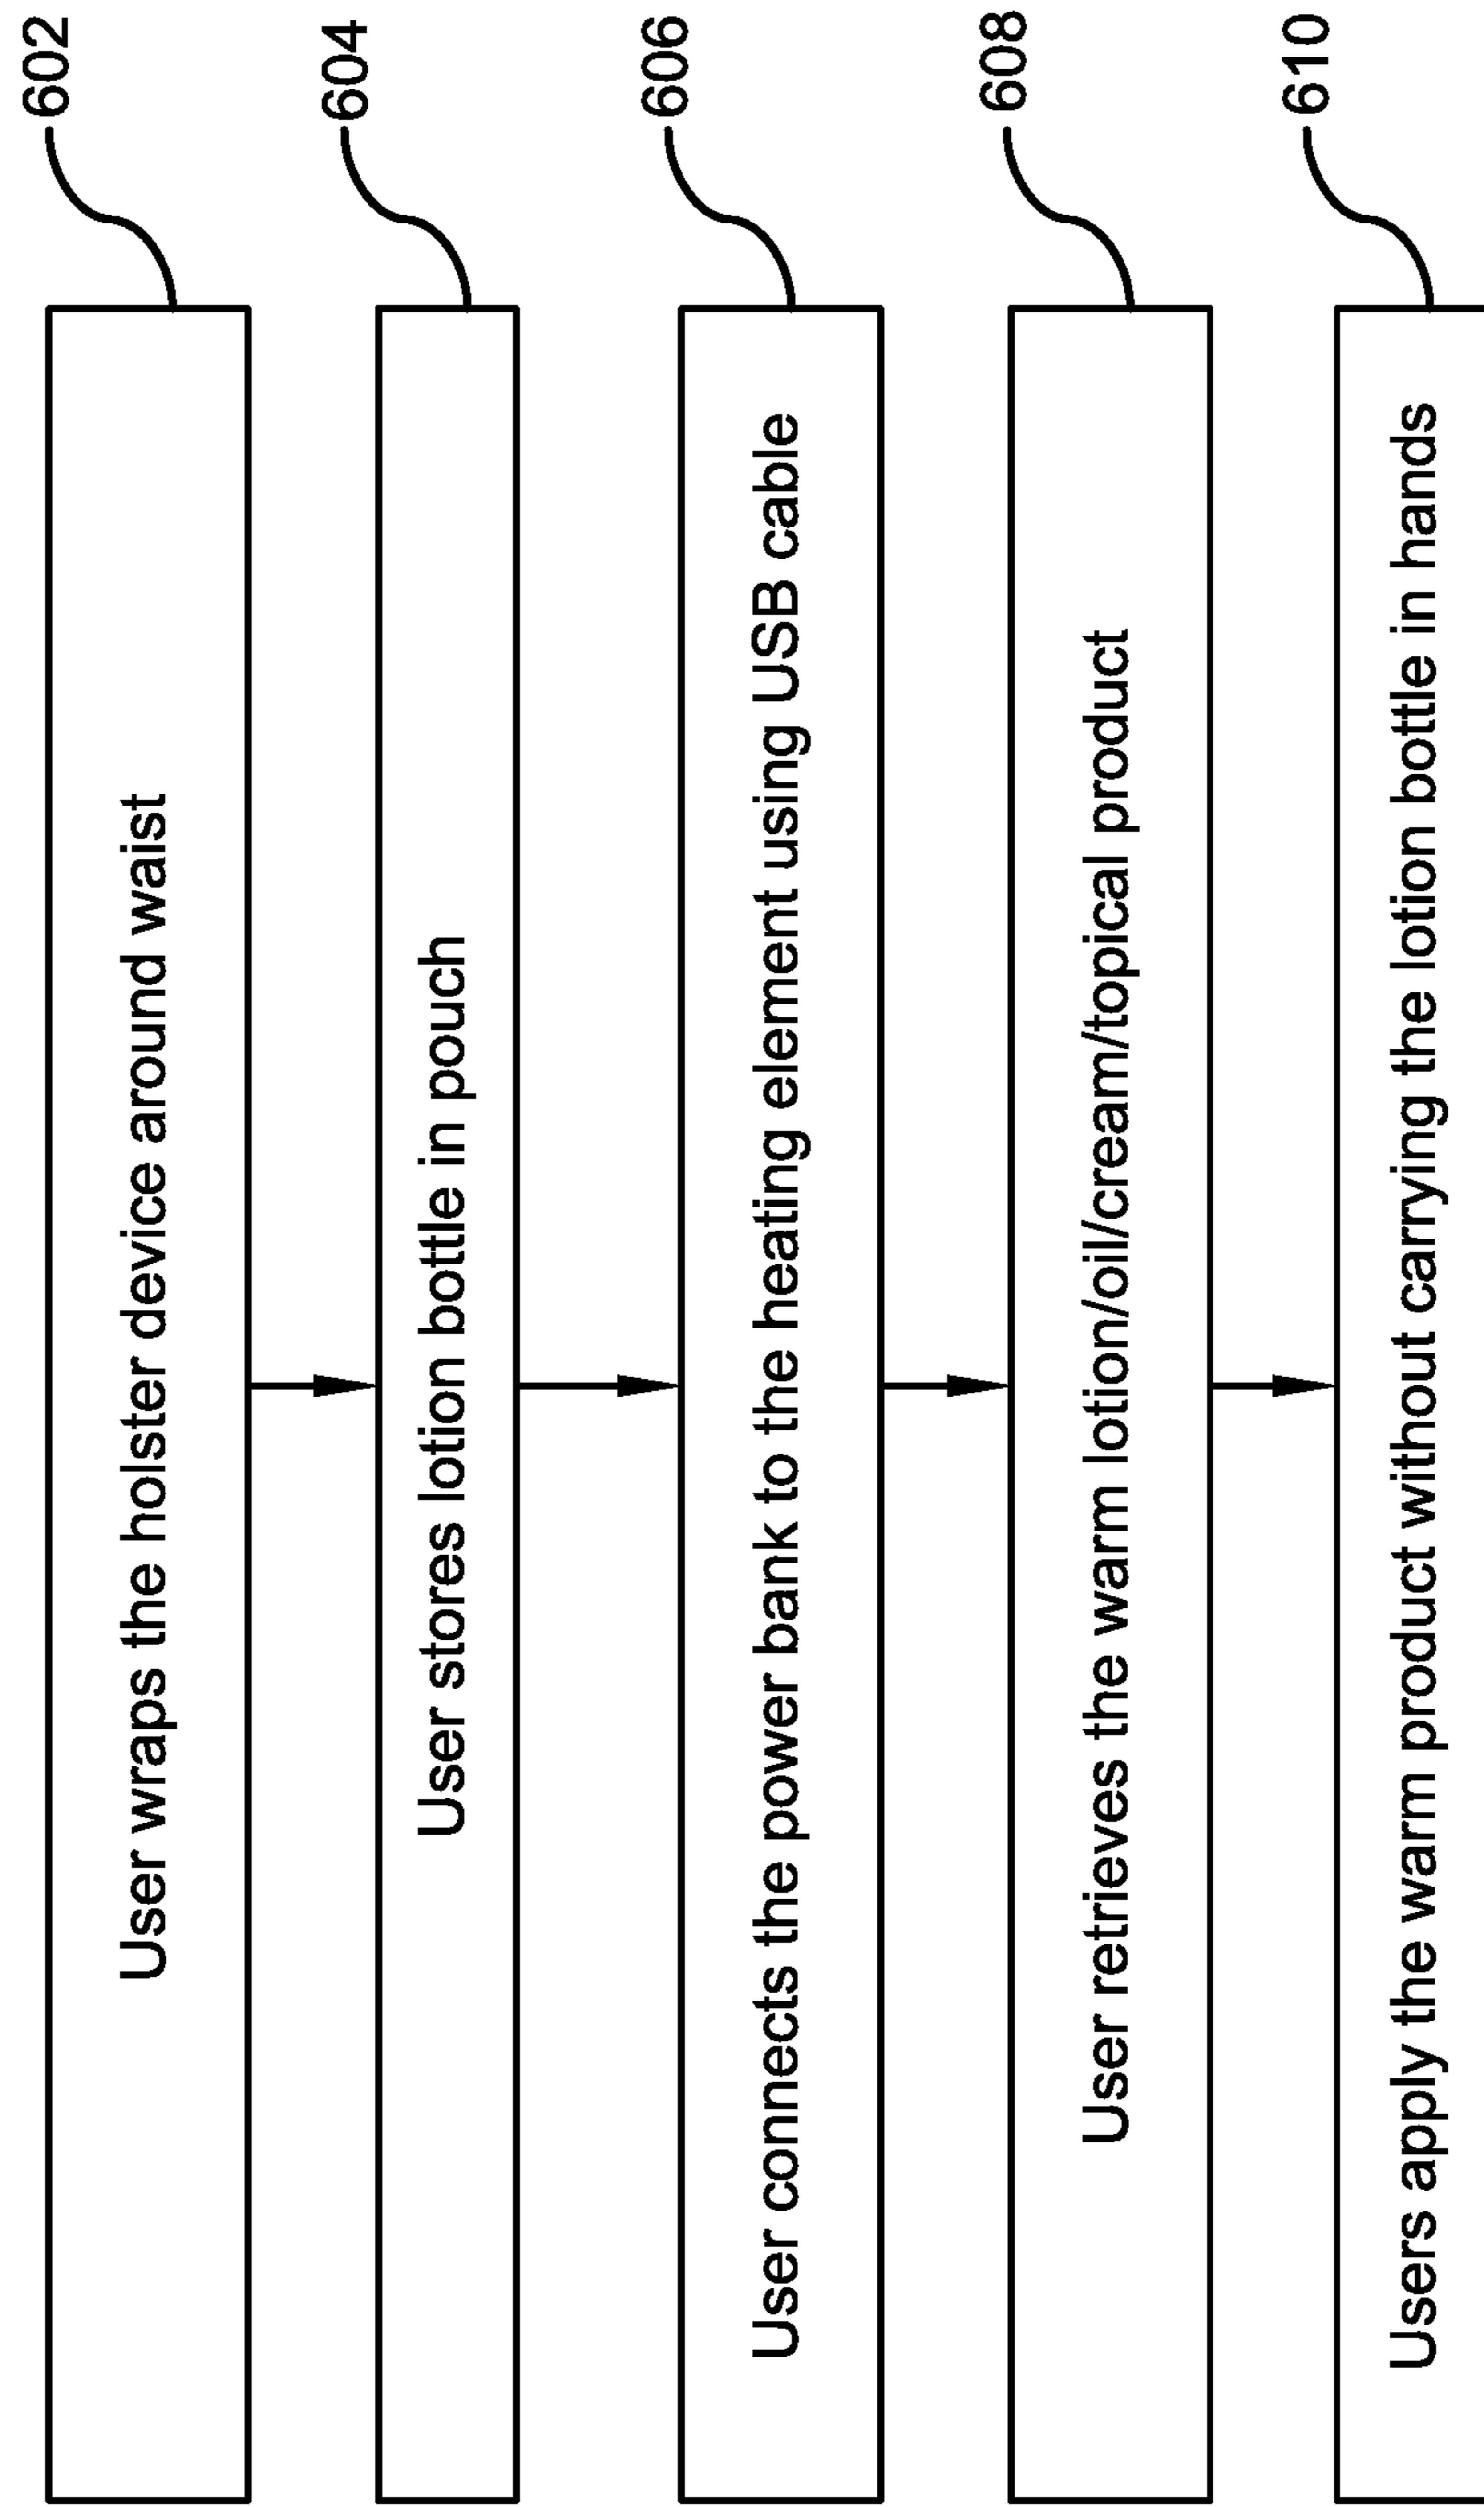 User wraps the holster device around waist
602
User stores lotion bottle in pouch
604
User connects the power bank to the heating element using USB cable
606
User retrieves the warm lotion/oil/cream/topical product
608
Users apply the warm product without carrying the lotion bottle in hands
610